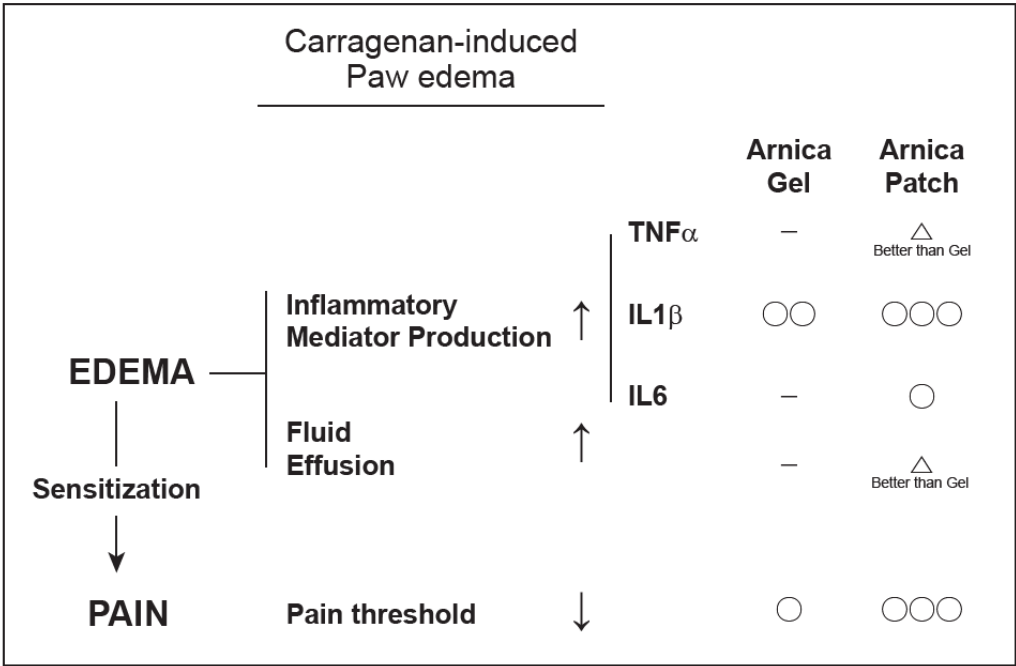 Carragenan-induced
Paw edema
Arnica
Gel
Arnica
Patch
TNFα
–
△
Better than Gel
Inflammatory
Mediator Production
↑
IL1β
○○
○○○
EDEMA
IL6
–
○
Fluid
Effusion
↑
–
△
Better than Gel
Sensitization
PAIN
Pain threshold
↓
○
○○○